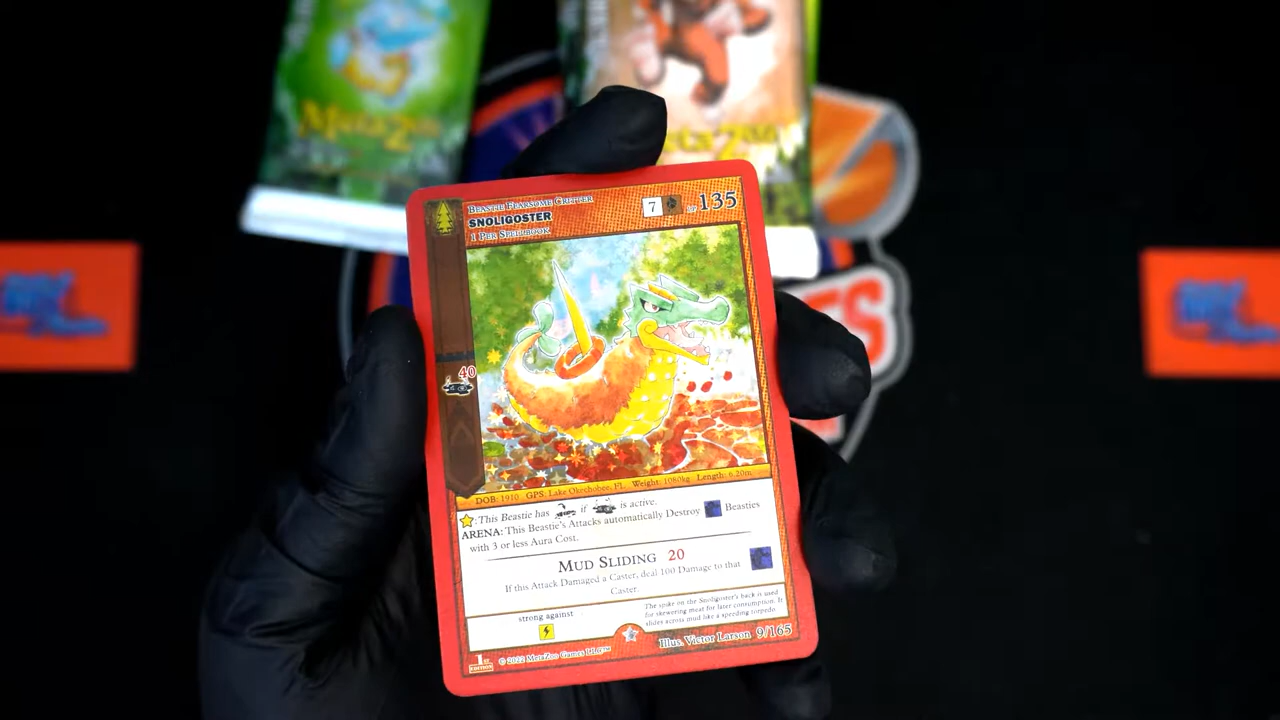 MetaZoo
MetaZoo
BEASTIE FEARSOME CRITTER
SNOLIGOSTER
1 PER SPELLBOOK
7
LP 135
40
DOB: 1910 GPS: Lake Okechobee, FL Weight: 1080kg Length: 6.20m
: This Beastie has if is active.
ARENA: This Beastie's Attacks automatically Destroy Beasties
with 3 or less Aura Cost.
MUD SLIDING 20
If this Attack Damaged a Caster, deal 100 Damage to that
Caster.
strong against
The spike on the Snoligoster's back is used
for skewering meat for later consumption. It
slides across mud like a speeding torpedo.
1ST
EDITION
© 2022 MetaZoo Games LLC™
Illus. Victor Larson 9/165